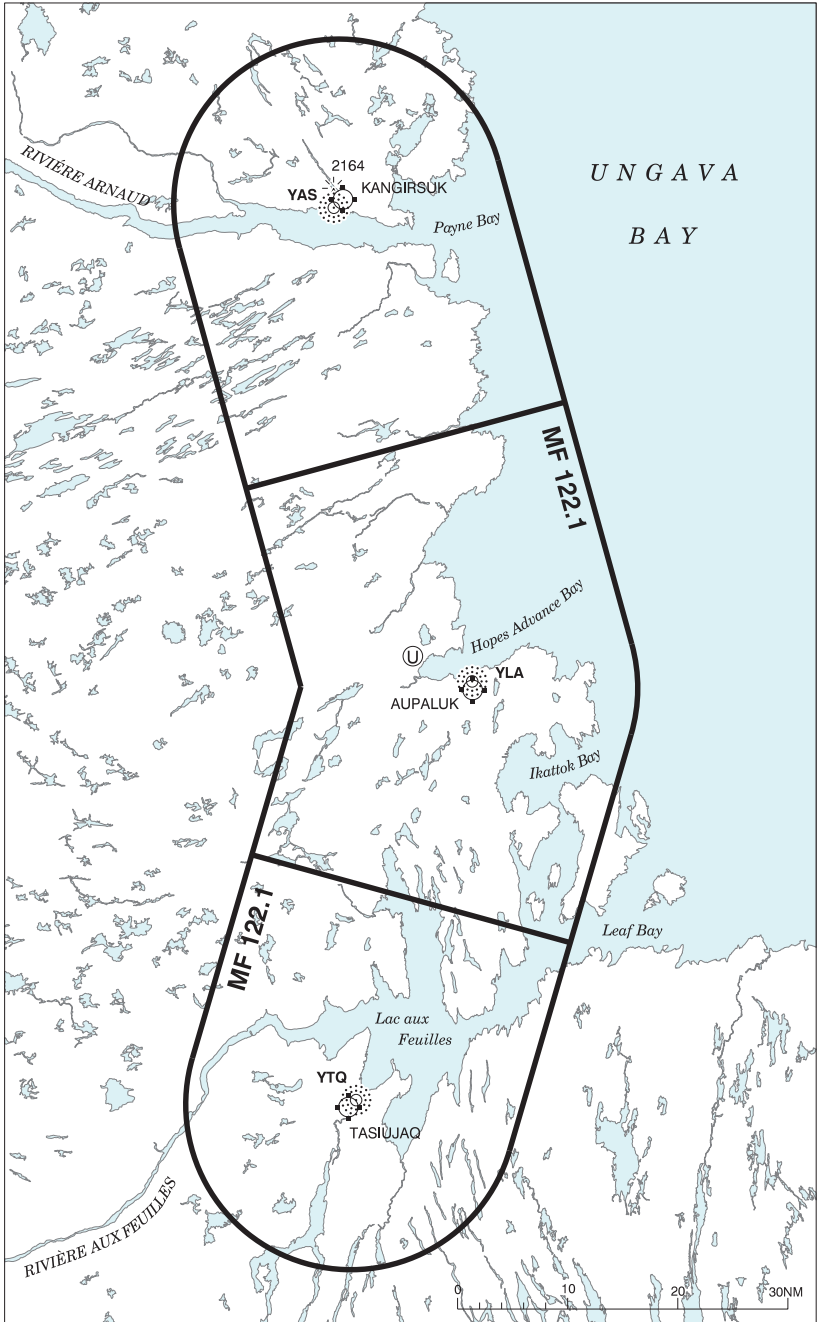 UNGAVA
BAY
RIVIÉRE ARNAUD
2164
YAS
KANGIRSUK
Payne Bay
MF 122.1
Hopes Advance Bay
U
YLA
AUPALUK
Ikattok Bay
MF 122.1
Leaf Bay
Lac aux
Feuilles
YTQ
TASIUJAQ
RIVIÈRE AUX FEUILLES
0 10 20 30NM